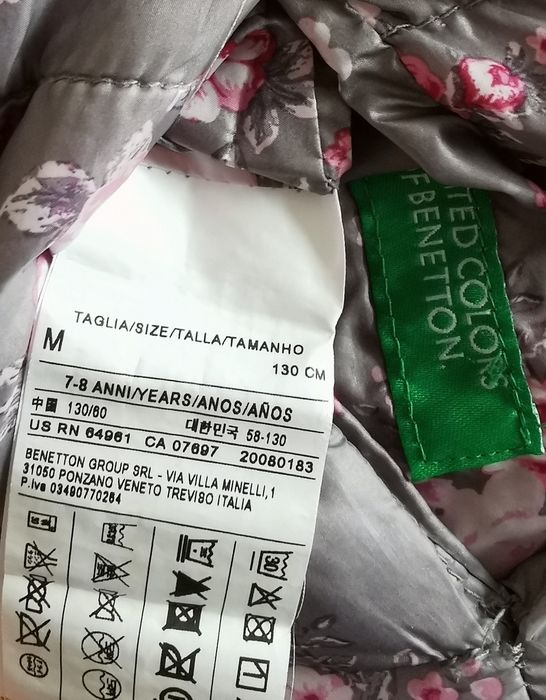 TAGLIA/SIZE/TALLA/TAMANHO
M 130 CM
7-8 ANNI/YEARS/ANOS/AÑOS
中国 130/60 대한민국 58-130
US RN 64961 CA 07697 20080183
BENETTON GROUP SRL - VIA VILLA MINELLI,1
31050 PONZANO VENETO TREVISO ITALIA
P.iva 03490770264
COLORS
OF BENETTON.